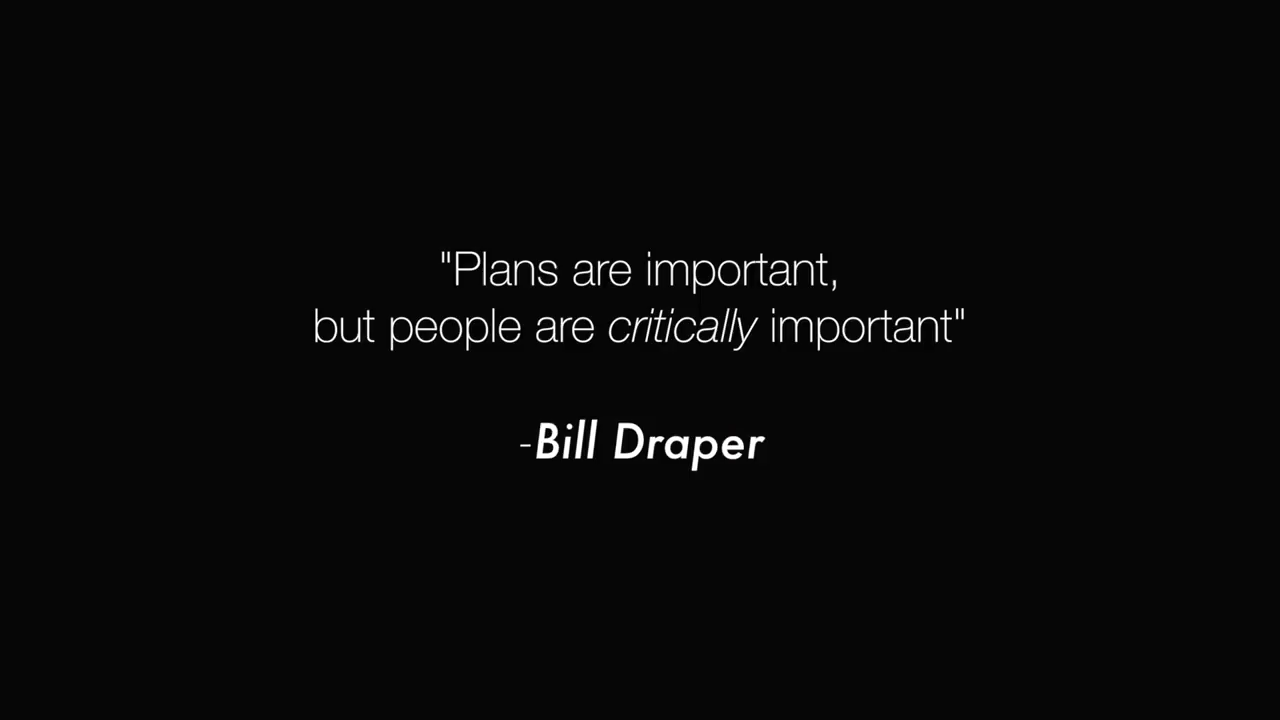 "Plans are important,
but people are critically important"
-Bill Draper